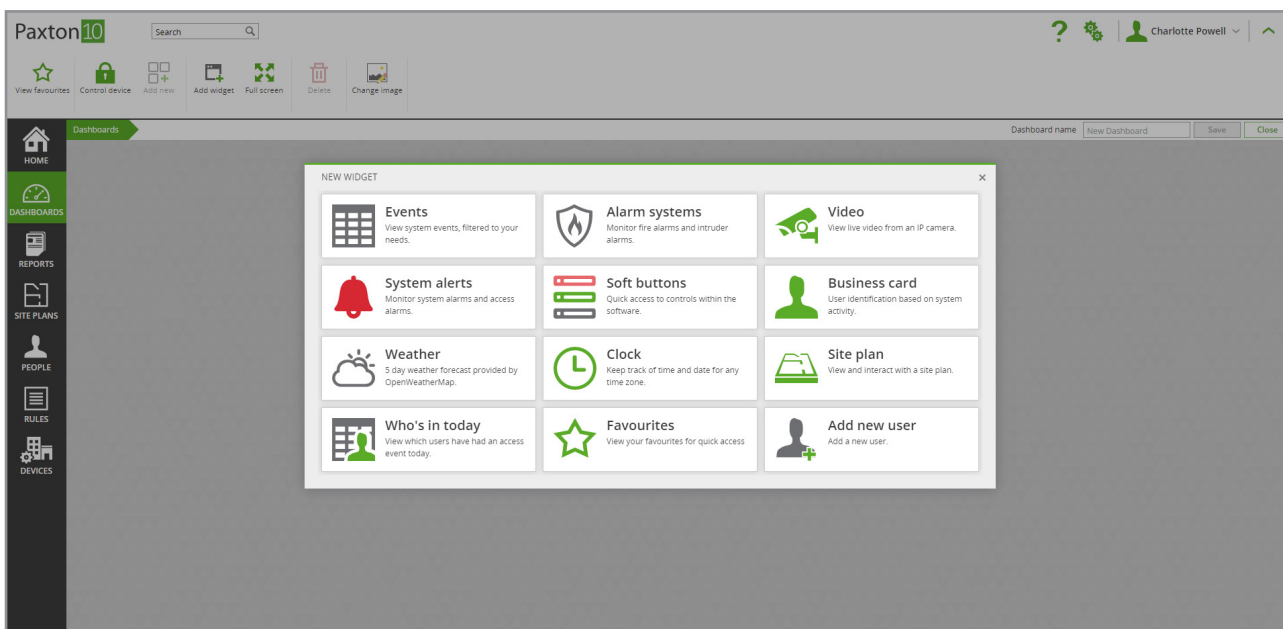 Paxton10
Search
Charlotte Powell
View favourites
Control device
Add new
Add widget
Full screen
Delete
Change image
HOME
DASHBOARDS
REPORTS
SITE PLANS
PEOPLE
RULES
DEVICES
Dashboards
Dashboard name
New Dashboard
Save
Close
NEW WIDGET
Events
View system events, filtered to your
needs.
Alarm systems
Monitor fire alarms and intruder
alarms.
Video
View live video from an IP camera.
System alerts
Monitor system alarms and access
alarms.
Soft buttons
Quick access to controls within the
software.
Business card
User identification based on system
activity.
Weather
5 day weather forecast provided by
OpenWeatherMap.
Clock
Keep track of time and date for any
time zone.
Site plan
View and interact with a site plan.
Who's in today
View which users have had an access
event today.
Favourites
View your favourites for quick access
Add new user
Add a new user.